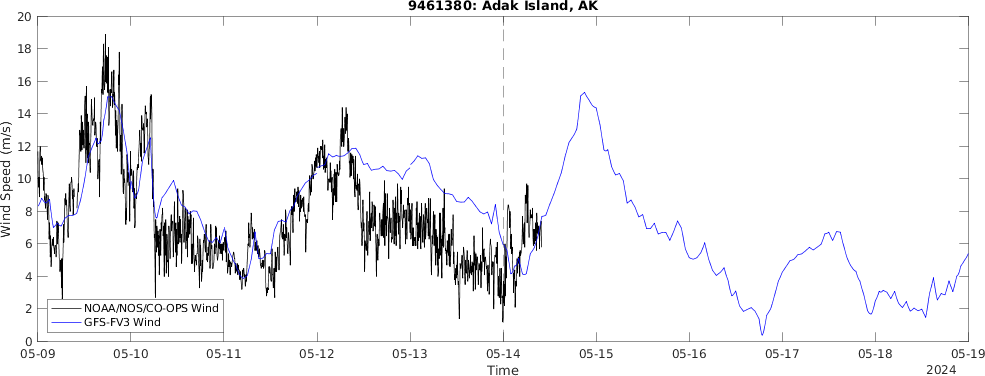 9461380: Adak Island, AK
Wind Speed (m/s)
20
18
16
14
12
10
8
6
4
2
0
NOAA/NOS/CO-OPS Wind
GFS-FV3 Wind
05-09 05-10 05-11 05-12 05-13 05-14 05-15 05-16 05-17 05-18 05-19
Time
2024